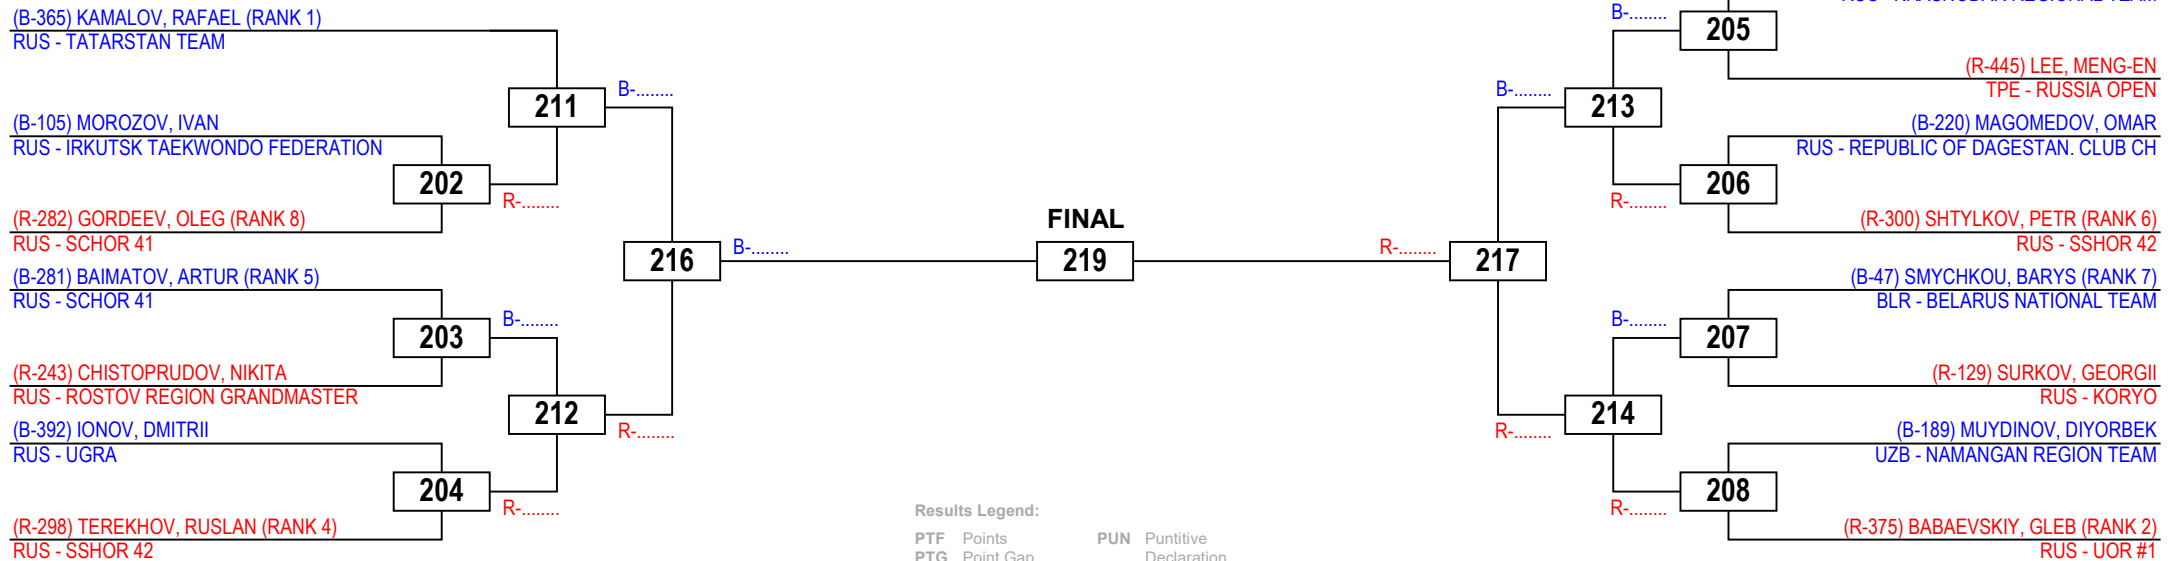 (B-365) KAMALOV, RAFAEL (RANK 1)
RUS - TATARSTAN TEAM
(B-105) MOROZOV, IVAN
RUS - IRKUTSK TAEKWONDO FEDERATION
(R-282) GORDEEV, OLEG (RANK 8)
RUS - SCHOR 41
(B-281) BAIMATOV, ARTUR (RANK 5)
RUS - SCHOR 41
(R-243) CHISTOPRUDOV, NIKITA
RUS - ROSTOV REGION GRANDMASTER
(B-392) IONOV, DMITRII
RUS - UGRA
(R-298) TEREKHOV, RUSLAN (RANK 4)
RUS - SSHOR 42
202
R-........
203
B-........
204
R-........
211
B-........
212
R-........
216
B-........
FINAL
219
R-........
217
B-........
213
R-........
214
B-........
205
R-........
206
B-........
207
R-........
208
(R-445) LEE, MENG-EN
TPE - RUSSIA OPEN
(B-220) MAGOMEDOV, OMAR
RUS - REPUBLIC OF DAGESTAN. CLUB CH
(R-300) SHTYLKOV, PETR (RANK 6)
RUS - SSHOR 42
(B-47) SMYCHKOU, BARYS (RANK 7)
BLR - BELARUS NATIONAL TEAM
(R-129) SURKOV, GEORGII
RUS - KORYO
(B-189) MUYDINOV, DIYORBEK
UZB - NAMANGAN REGION TEAM
(R-375) BABAEVSKIY, GLEB (RANK 2)
RUS - UOR #1
Results Legend:
PTF Points
PUN Puntitive
PTG Point Gap
Declaration